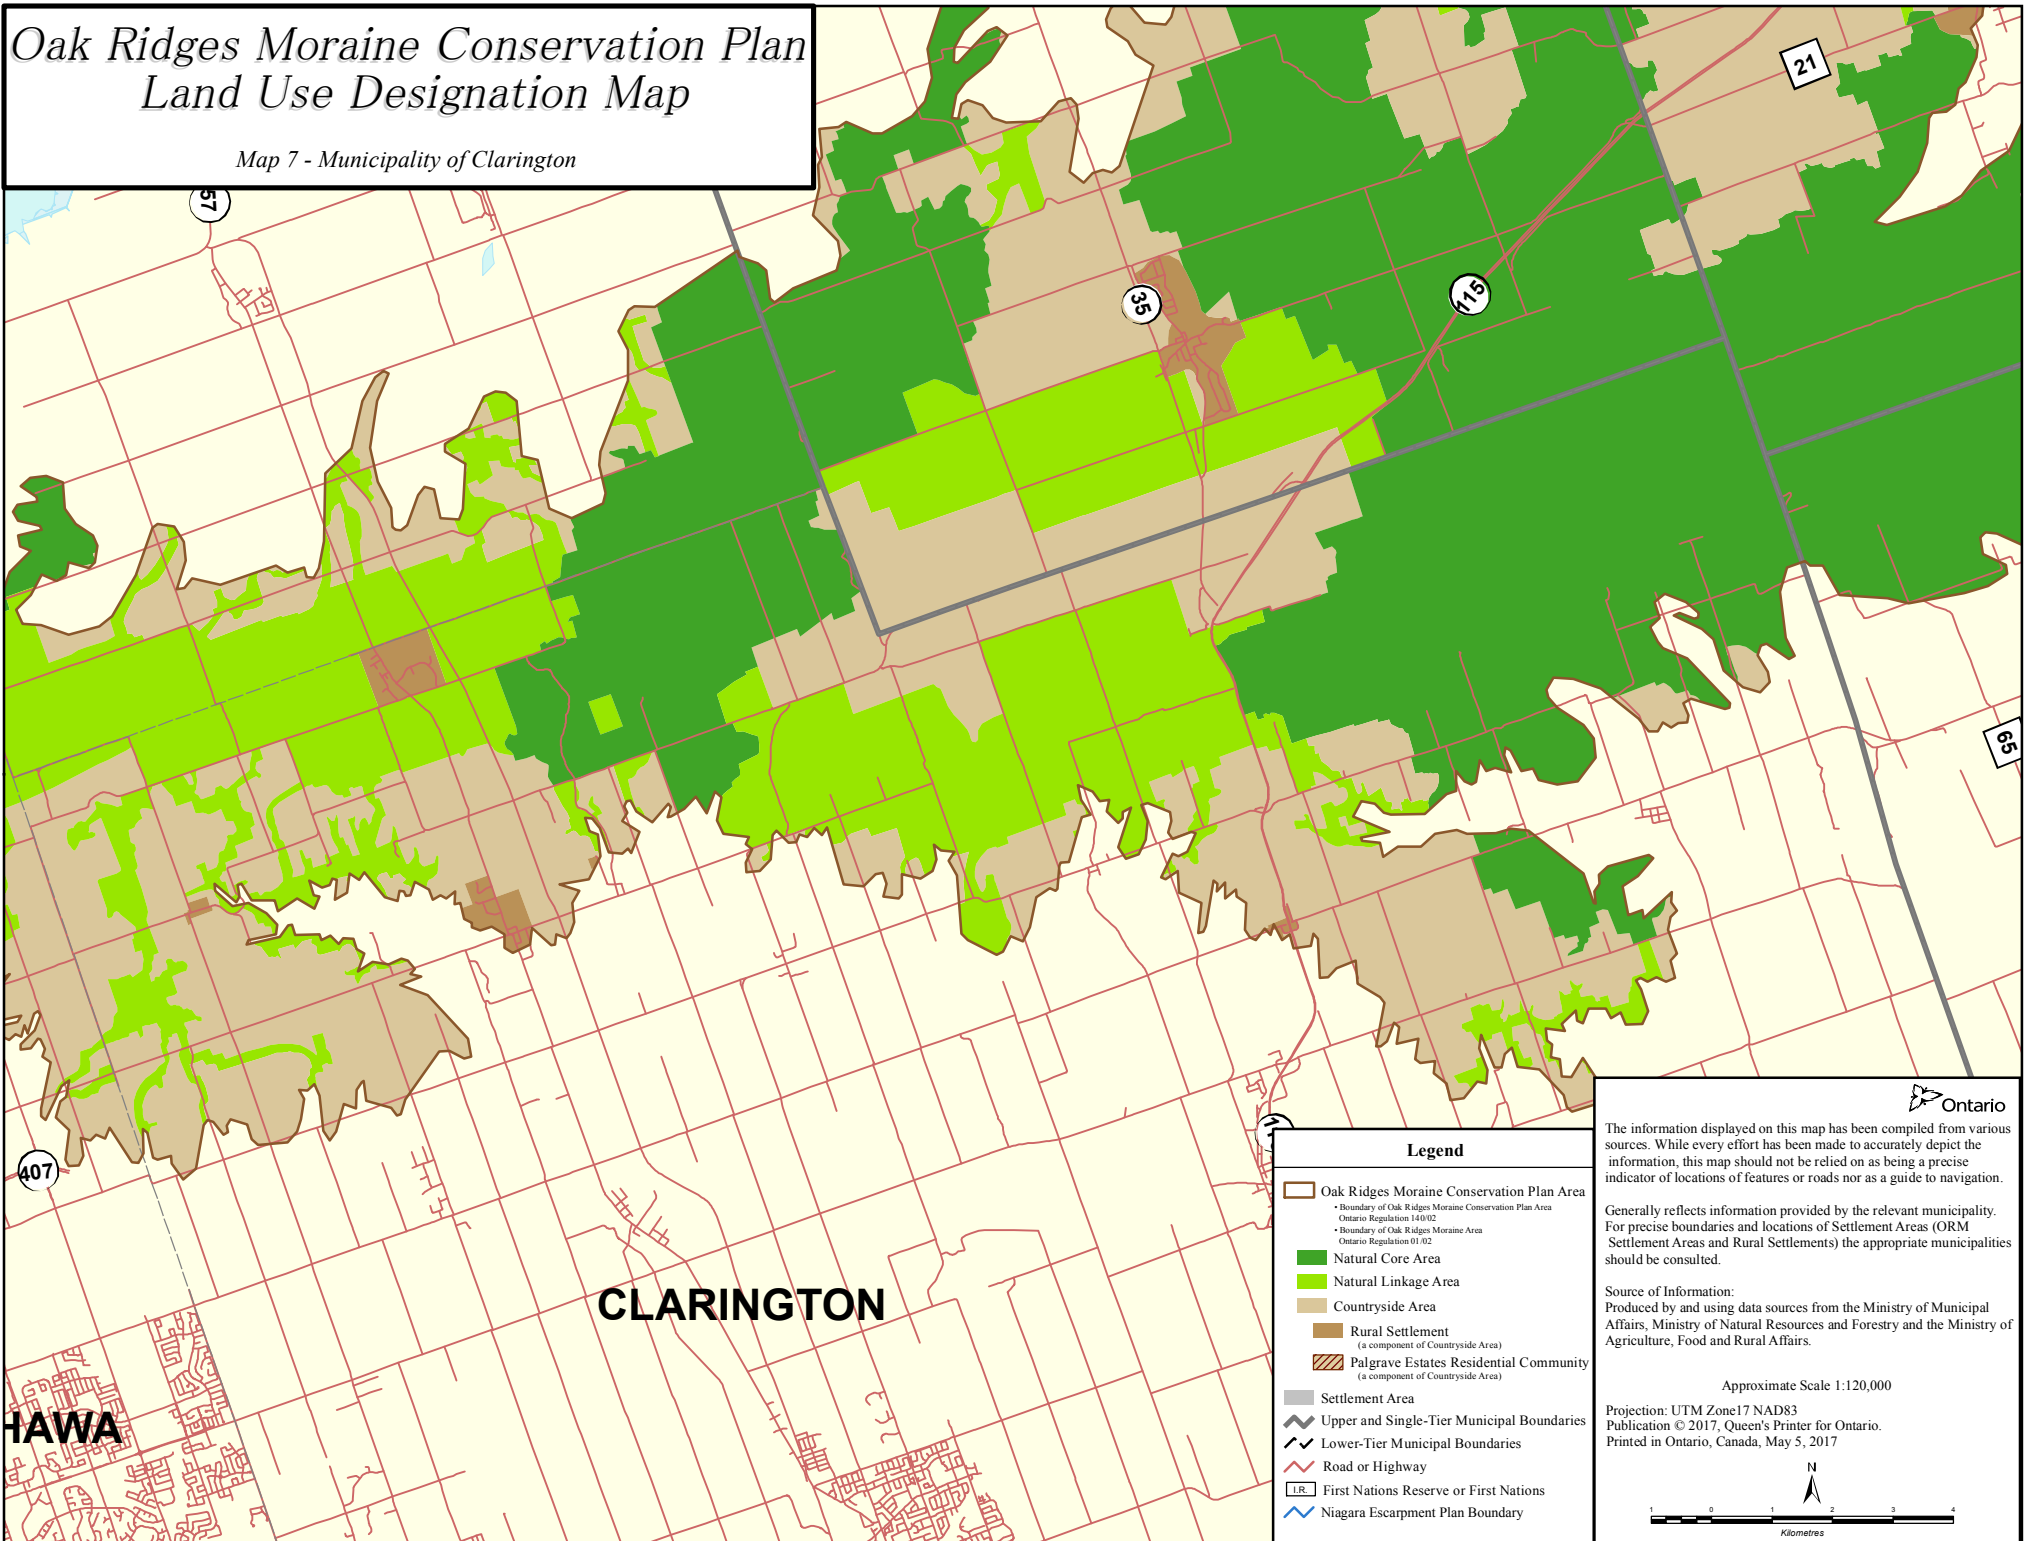 Oak Ridges Moraine Conservation Plan
Land Use Designation Map
Map 7 - Municipality of Clarington
57
21
35
115
65
407
CLARINGTON
HAWA
Legend
Oak Ridges Moraine Conservation Plan Area
• Boundary of Oak Ridges Moraine Conservation Plan Area
Ontario Regulation 140/02
• Boundary of Oak Ridges Moraine Area
Ontario Regulation 01/02
Natural Core Area
Natural Linkage Area
Countryside Area
Rural Settlement
(a component of Countryside Area)
Palgrave Estates Residential Community
(a component of Countryside Area)
Settlement Area
Upper and Single-Tier Municipal Boundaries
Lower-Tier Municipal Boundaries
Road or Highway
I.R. First Nations Reserve or First Nations
Niagara Escarpment Plan Boundary
Ontario
The information displayed on this map has been compiled from various
sources. While every effort has been made to accurately depict the
information, this map should not be relied on as being a precise
indicator of locations of features or roads nor as a guide to navigation.
Generally reflects information provided by the relevant municipality.
For precise boundaries and locations of Settlement Areas (ORM
Settlement Areas and Rural Settlements) the appropriate municipalities
should be consulted.
Source of Information:
Produced by and using data sources from the Ministry of Municipal
Affairs, Ministry of Natural Resources and Forestry and the Ministry of
Agriculture, Food and Rural Affairs.
Approximate Scale 1:120,000
Projection: UTM Zone17 NAD83
Publication © 2017, Queen's Printer for Ontario.
Printed in Ontario, Canada, May 5, 2017
N
1 0 1 2 3 4
Kilometres